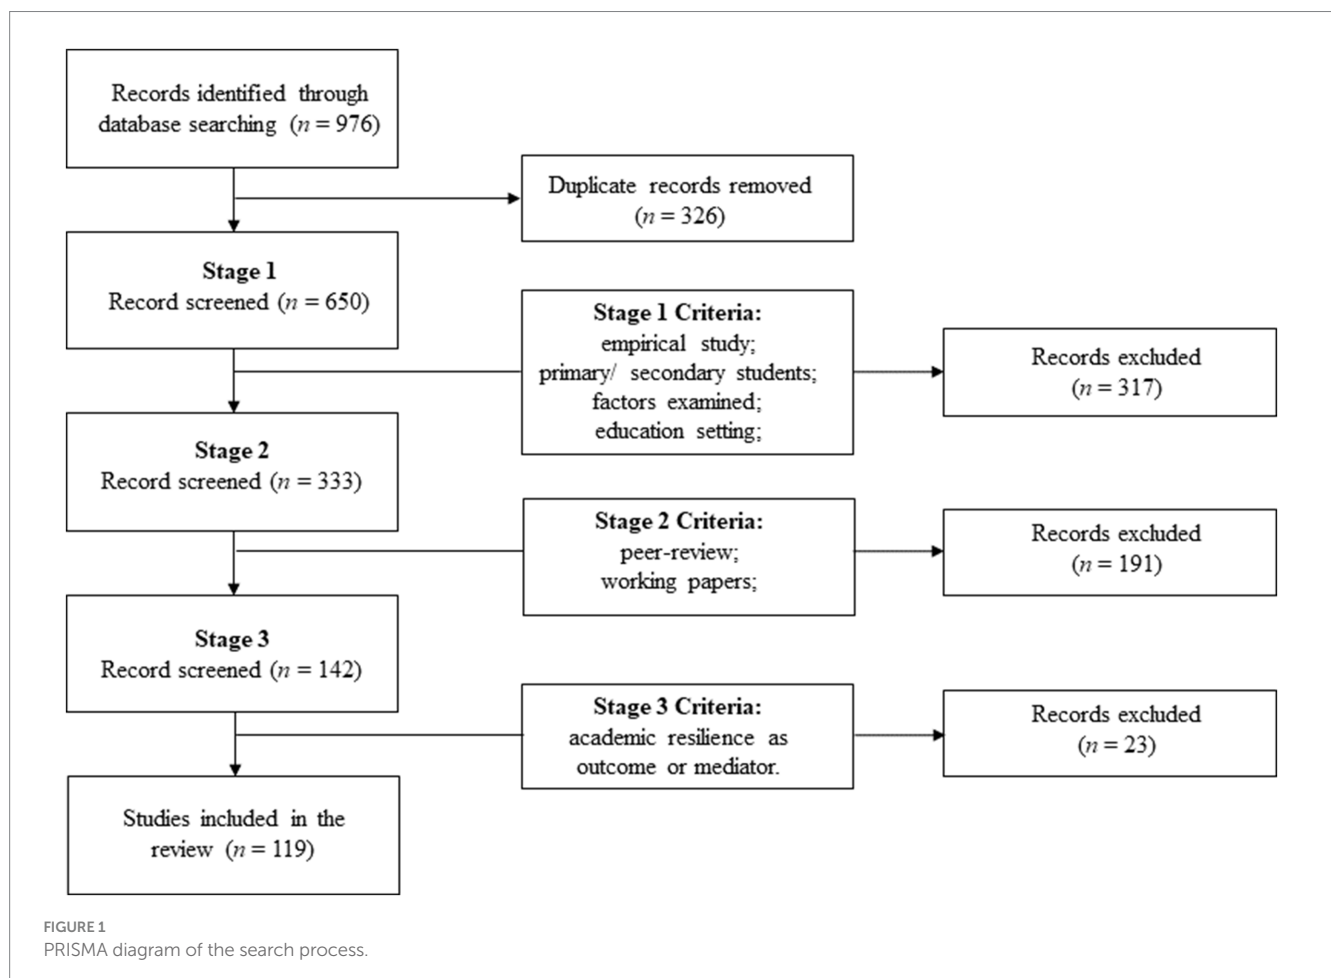 Records identified through
database searching (n = 976)
Duplicate records removed
(n = 326)
Stage 1
Record screened (n = 650)
Stage 1 Criteria:
empirical study;
primary/ secondary students;
factors examined;
education setting;
Records excluded
(n = 317)
Stage 2
Record screened (n = 333)
Stage 2 Criteria:
peer-review;
working papers;
Records excluded
(n = 191)
Stage 3
Record screened (n = 142)
Stage 3 Criteria:
academic resilience as
outcome or mediator.
Records excluded
(n = 23)
Studies included in the
review (n = 119)
FIGURE 1
PRISMA diagram of the search process.